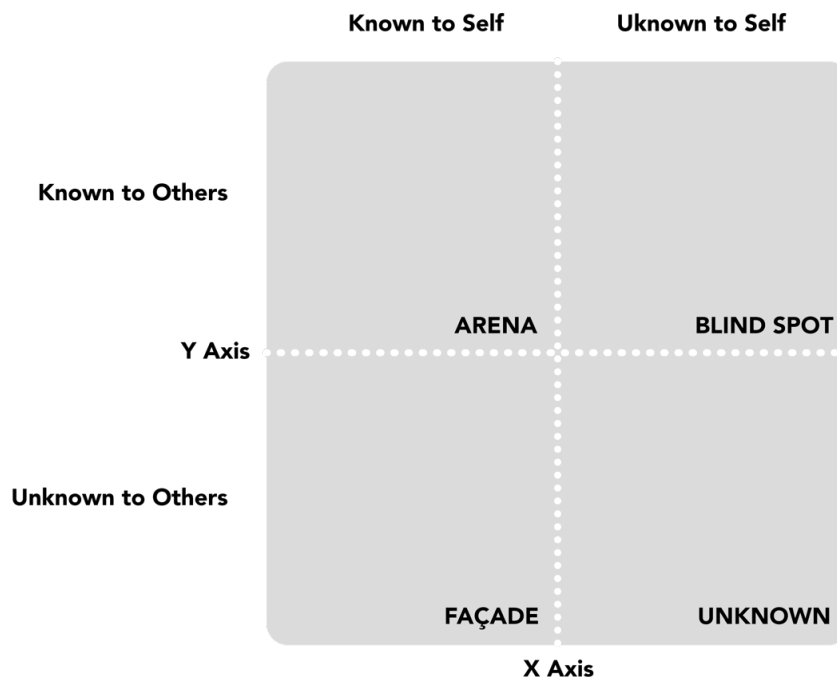 Known to Self Uknown to Self
Known to Others
ARENA BLIND SPOT
Y Axis
Unknown to Others
FAÇADE UNKNOWN
X Axis